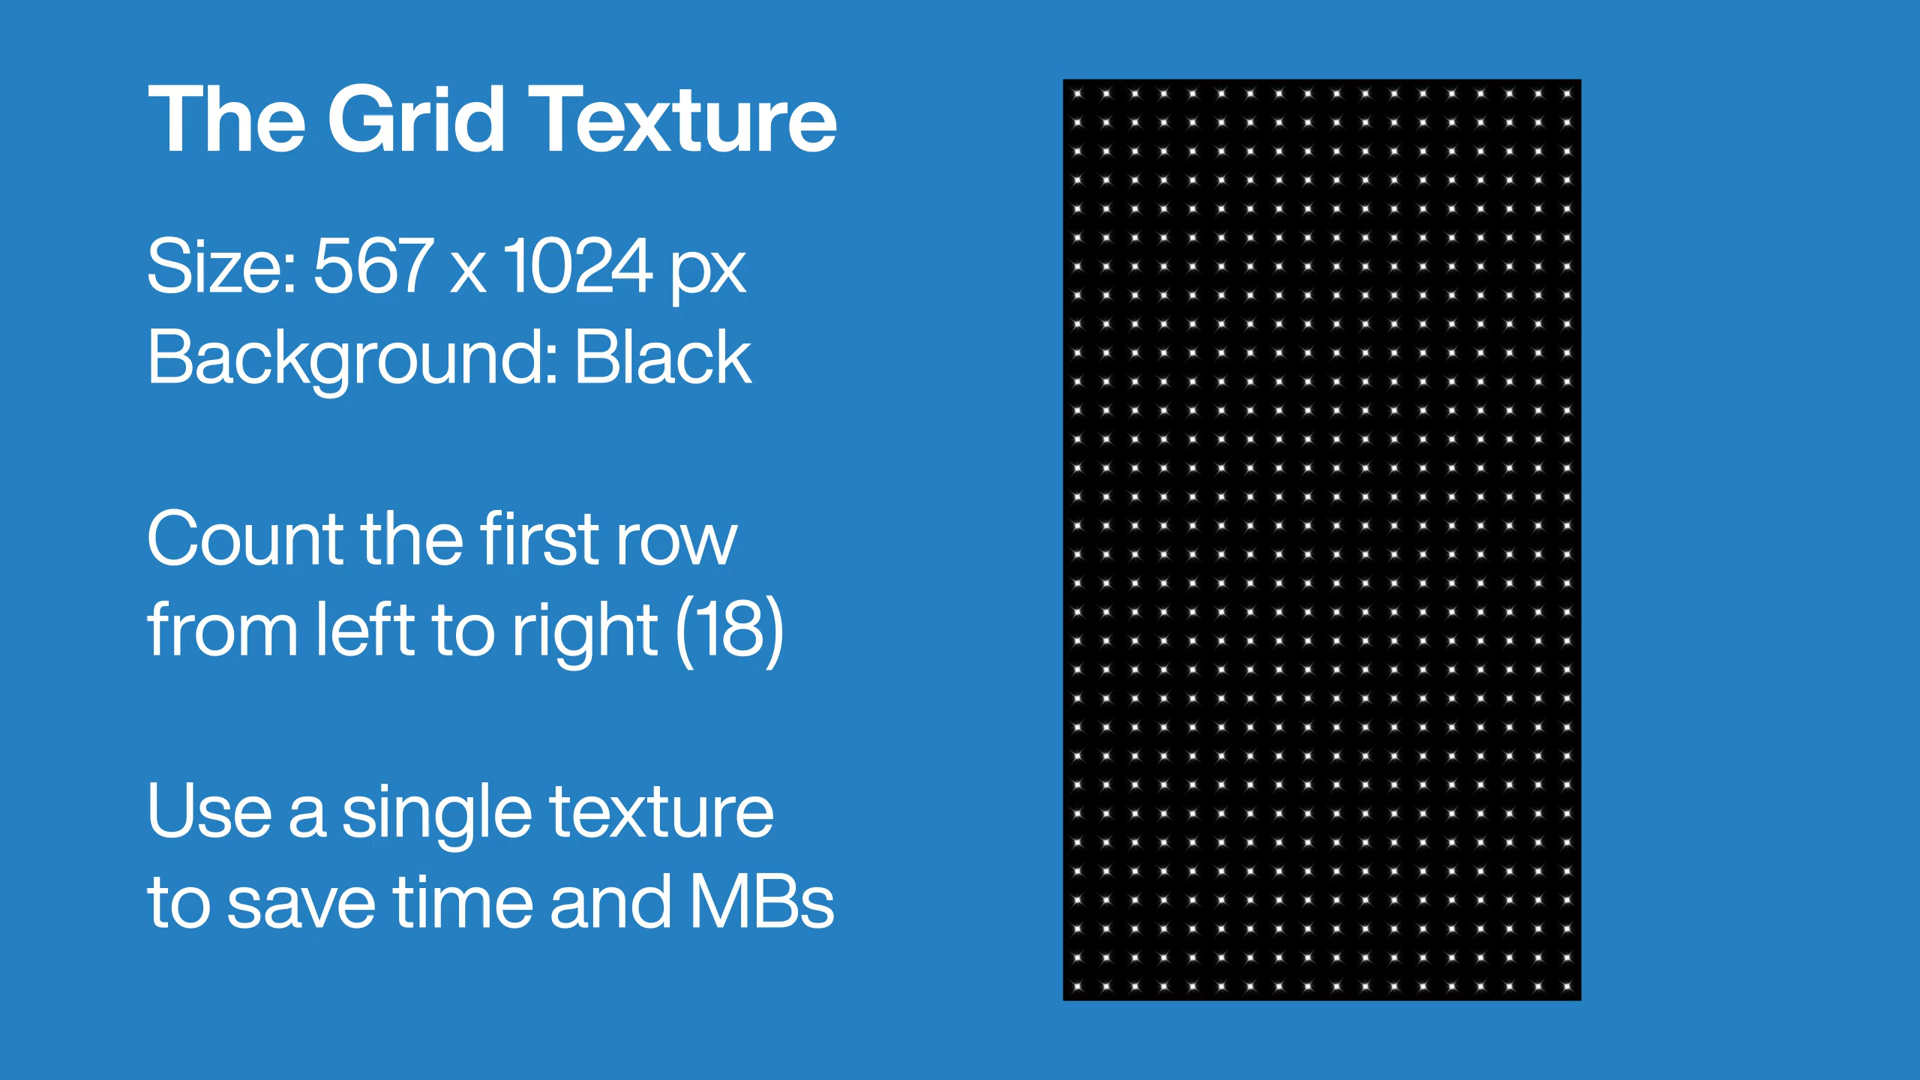 The Grid Texture
Size: 567 x 1024 px
Background: Black
Count the first row
from left to right (18)
Use a single texture
to save time and MBs